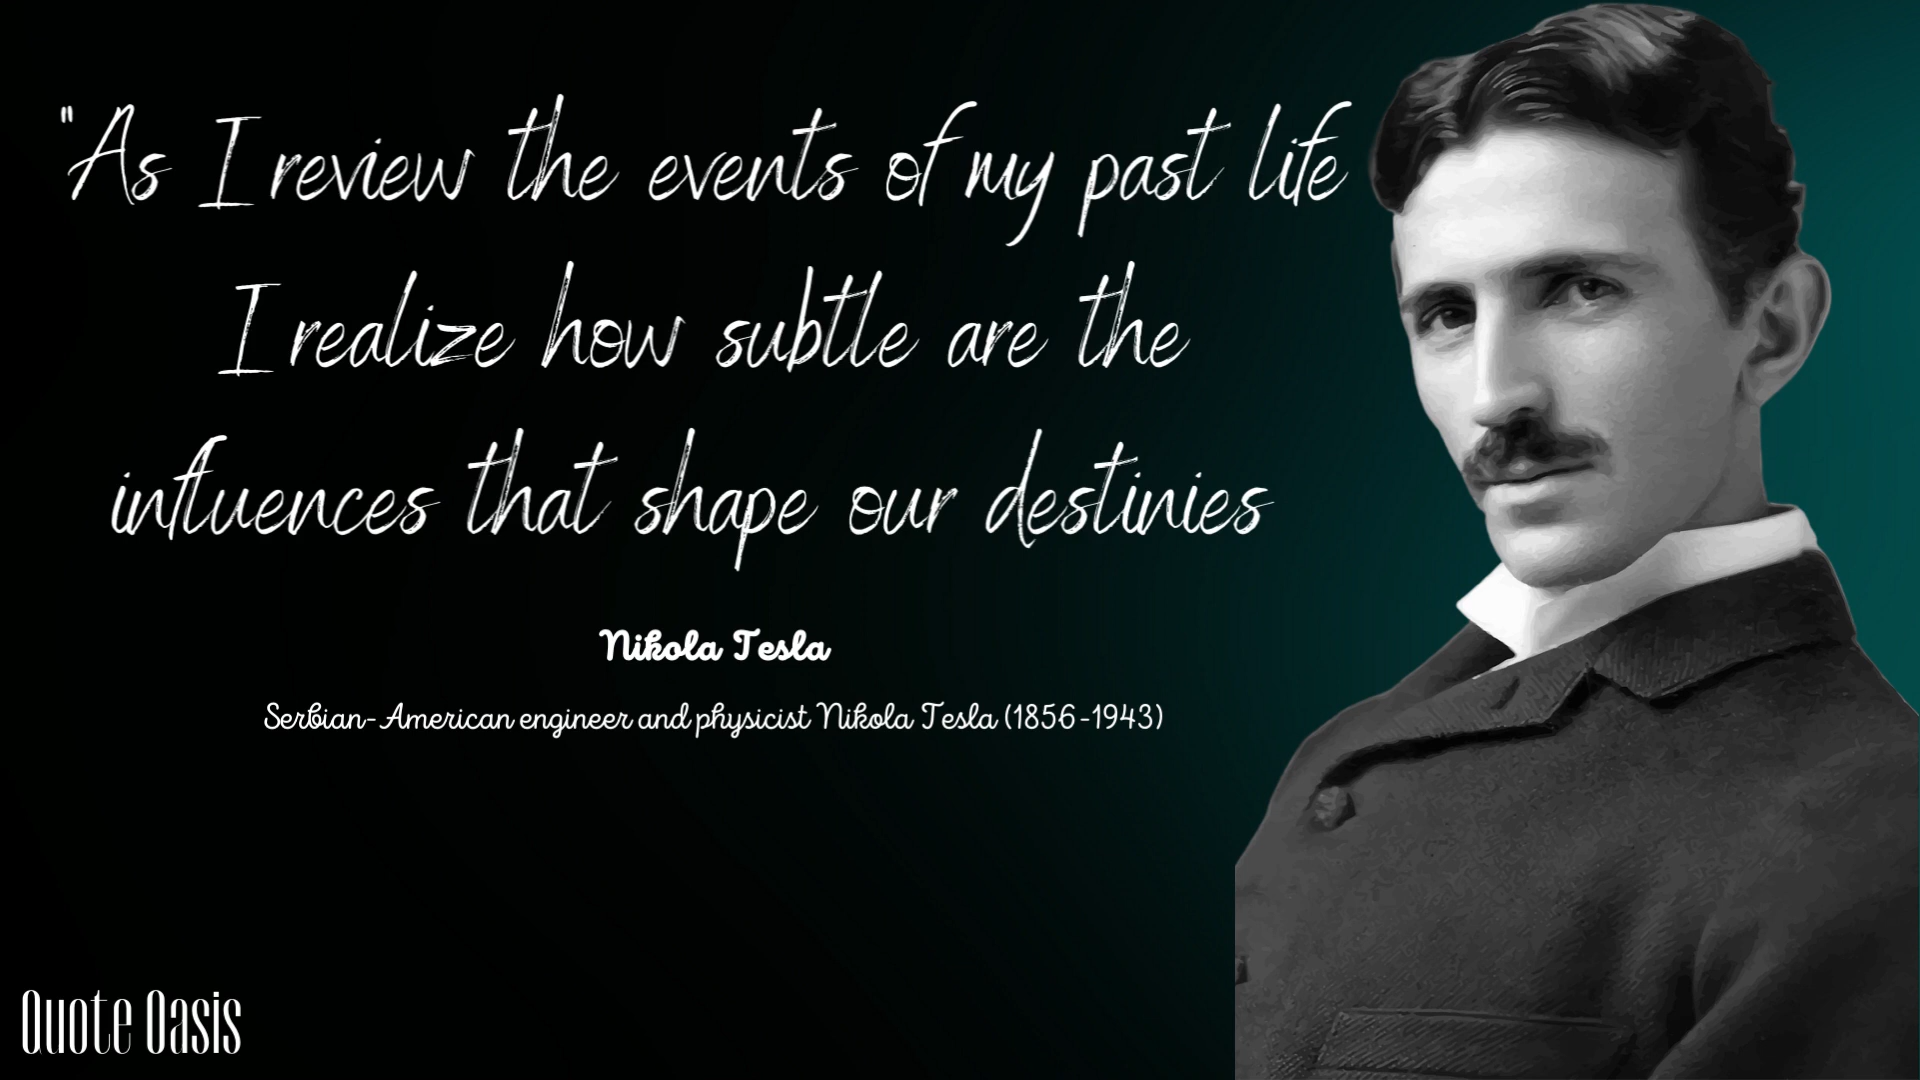 "As I review the events of my past life
I realize how subtle are the
influences that shape our destinies
Nikola Tesla
Serbian-American engineer and physicist Nikola Tesla (1856-1943)
Quote Oasis